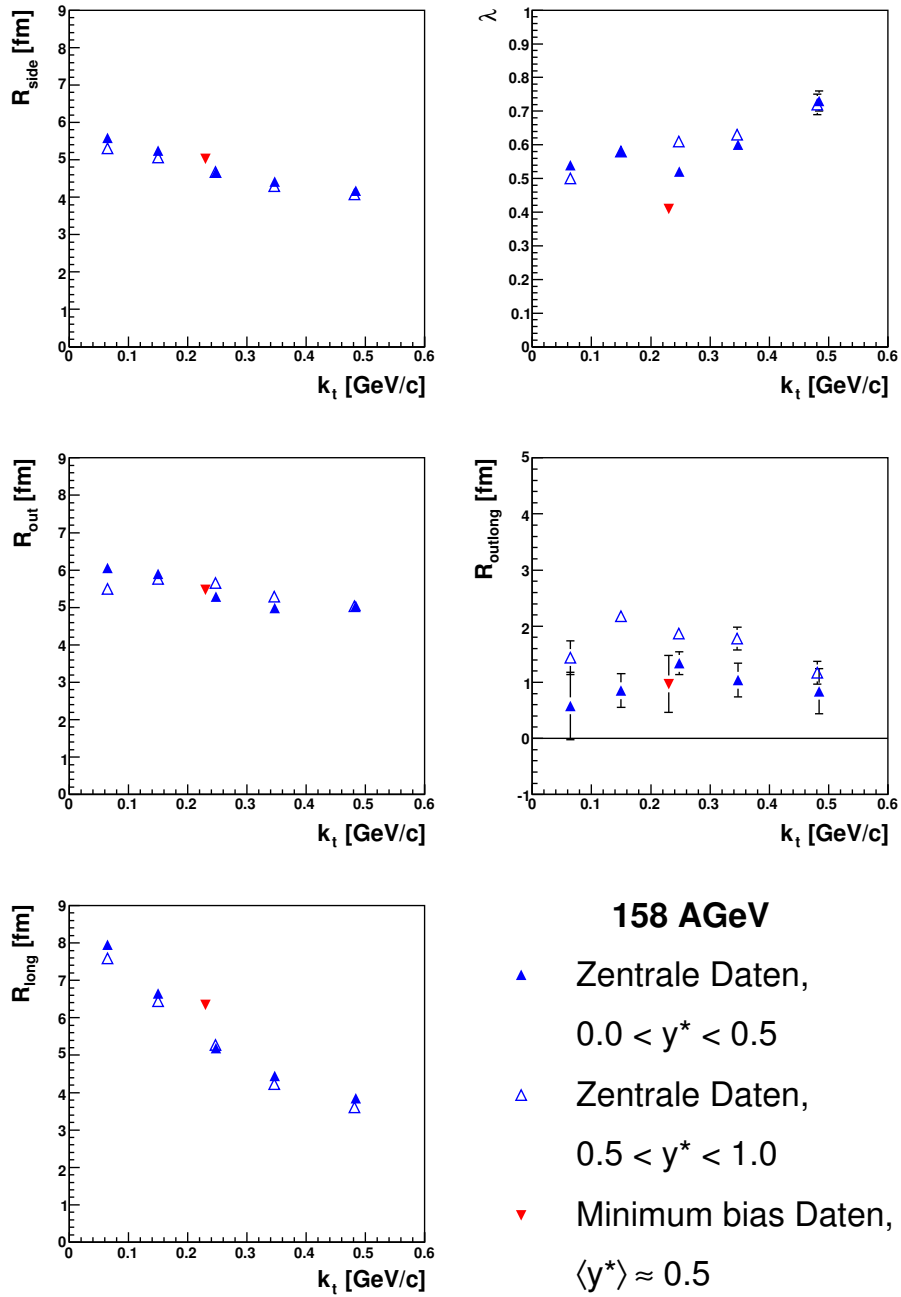 R_side [fm]
9
8
7
6
5
4
3
2
1
0
0 0.1 0.2 0.3 0.4 0.5 0.6
k_t [GeV/c]
λ
1
0.9
0.8
0.7
0.6
0.5
0.4
0.3
0.2
0.1
0
0 0.1 0.2 0.3 0.4 0.5 0.6
k_t [GeV/c]
R_out [fm]
9
8
7
6
5
4
3
2
1
0
0 0.1 0.2 0.3 0.4 0.5 0.6
k_t [GeV/c]
R_outlong [fm]
5
4
3
2
1
0
-1
0 0.1 0.2 0.3 0.4 0.5 0.6
k_t [GeV/c]
R_long [fm]
9
8
7
6
5
4
3
2
1
0
0 0.1 0.2 0.3 0.4 0.5 0.6
k_t [GeV/c]
158 AGeV
Zentrale Daten,
0.0 < y* < 0.5
Zentrale Daten,
0.5 < y* < 1.0
Minimum bias Daten,
⟨y*⟩ ≈ 0.5